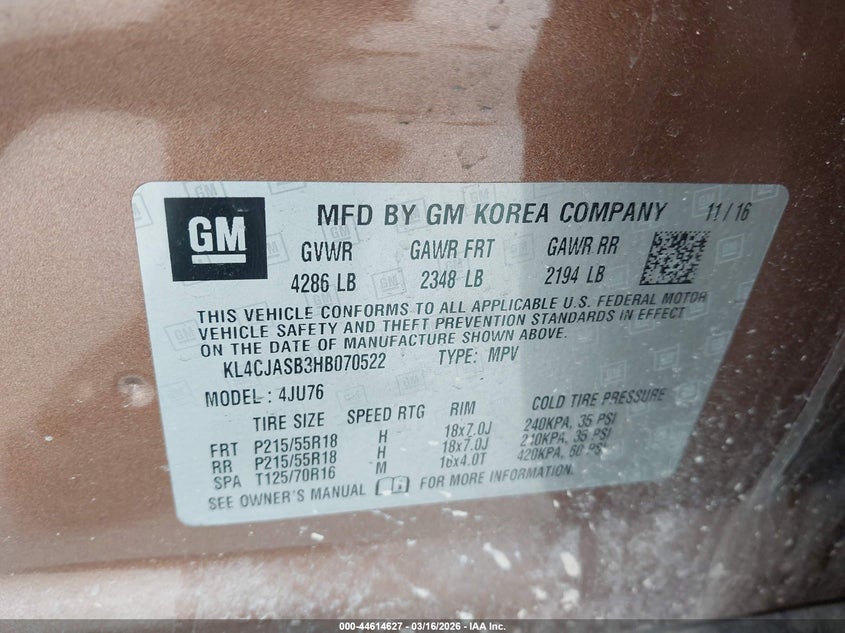 GM
MFD BY GM KOREA COMPANY 11/16
GVWR GAWR FRT GAWR RR
4286 LB 2348 LB 2194 LB
THIS VEHICLE CONFORMS TO ALL APPLICABLE U.S. FEDERAL MOTOR
VEHICLE SAFETY AND THEFT PREVENTION STANDARDS IN EFFECT
ON THE DATE OF MANUFACTURE SHOWN ABOVE.
KL4CJASB3HB070522 TYPE: MPV
MODEL: 4JU76
TIRE SIZE SPEED RTG RIM COLD TIRE PRESSURE
FRT P215/55R18 H 18x7.0J 240KPA, 35 PSI
RR P215/55R18 H 18x7.0J 240KPA, 35 PSI
SPA T125/70R16 M 16x4.0T 420KPA, 60 PSI
SEE OWNER'S MANUAL FOR MORE INFORMATION
000-44614627 - 03/16/2026 - IAA Inc.